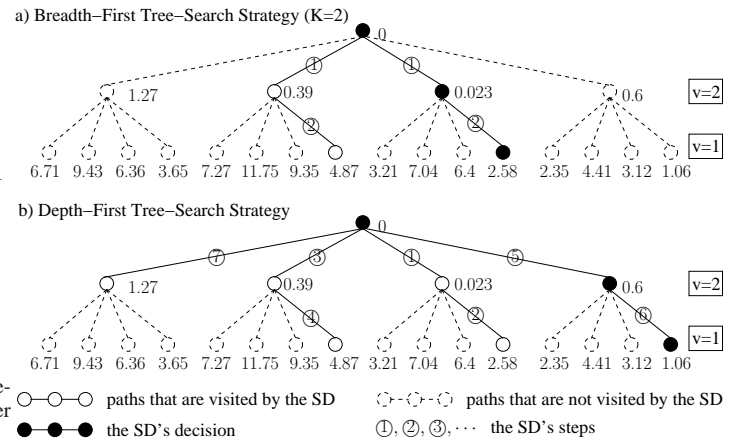 a) Breadth–First Tree–Search Strategy (K=2)
0
① ①
1.27 0.39 0.023 0.6 v=2
② ②
v=1
6.71 9.43 6.36 3.65 7.27 11.75 9.35 4.87 3.21 7.04 6.4 2.58 2.35 4.41 3.12 1.06
b) Depth–First Tree–Search Strategy
0
⑦ ③ ① ⑤
1.27 0.39 0.023 0.6 v=2
④ ② ⑥
v=1
6.71 9.43 6.36 3.65 7.27 11.75 9.35 4.87 3.21 7.04 6.4 2.58 2.35 4.41 3.12 1.06
e-
er
paths that are visited by the SD
paths that are not visited by the SD
the SD's decision
①, ②, ③, ··· the SD's steps